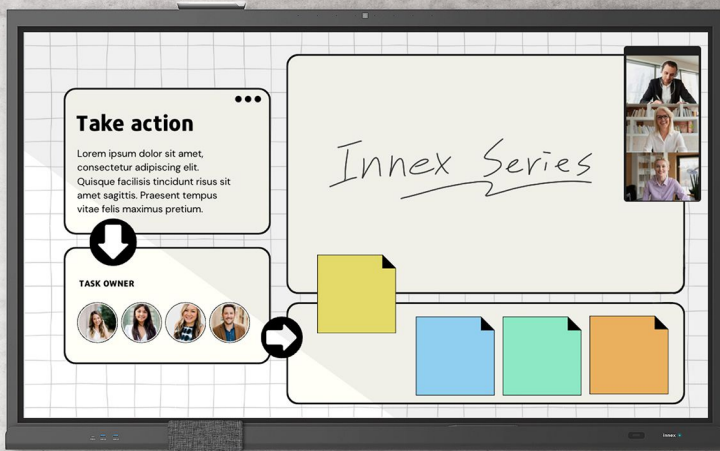 Take action
Lorem ipsum dolor sit amet,
consectetur adipiscing elit.
Quisque facilisis tincidunt risus sit
amet sagittis. Praesent tempus
vitae felis maximus pretium.
TASK OWNER
Innex Series
Innex